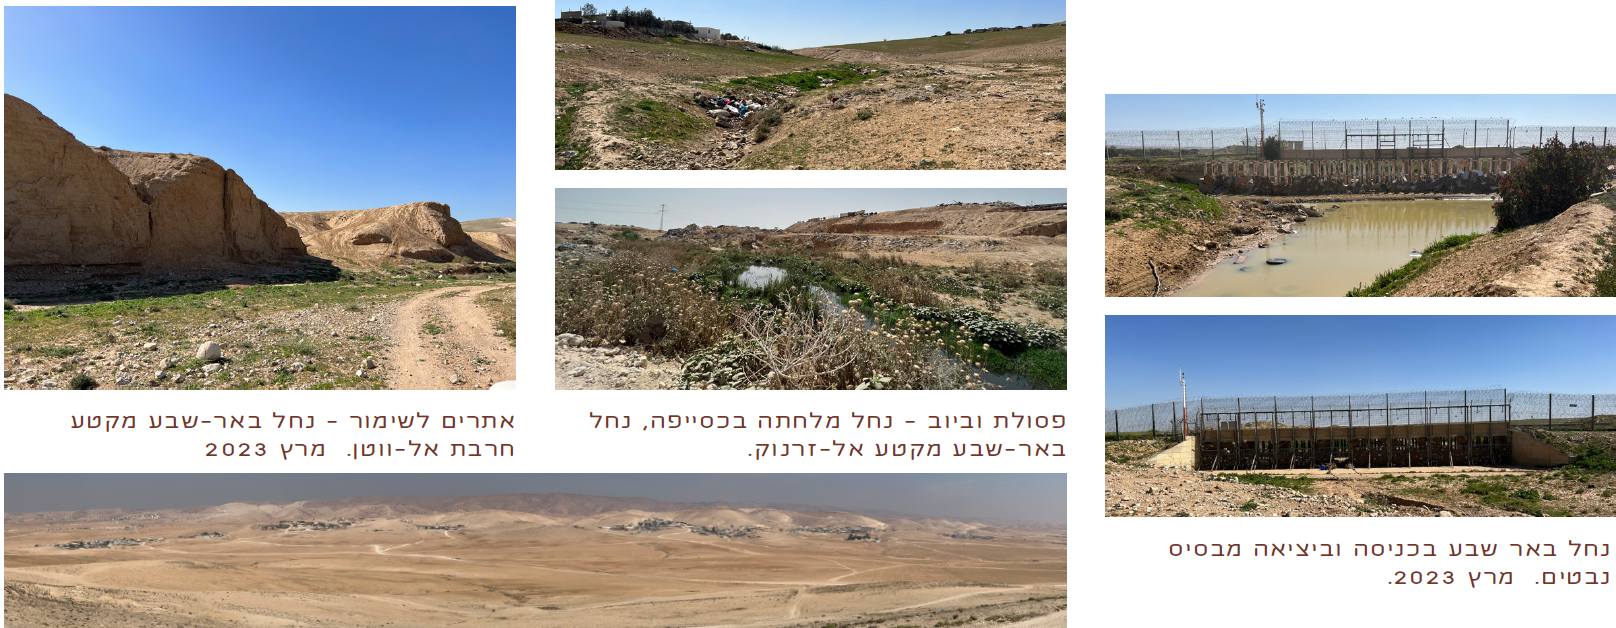 אתרים לשימור – נחל באר-שבע מקטע
חרבת אל-ווטן. מרץ 2023
פסולת וביוב – נחל מלחתה בכסייפה, נחל
באר-שבע מקטע אל-זרנוק.
נחל באר שבע בכניסה וביציאה מבסיס
נבטים. מרץ 2023.